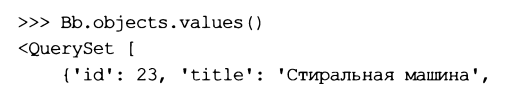 >>> Bb.objects.values()
<QuerySet [
{'id': 23, 'title': 'Стиральная машина',